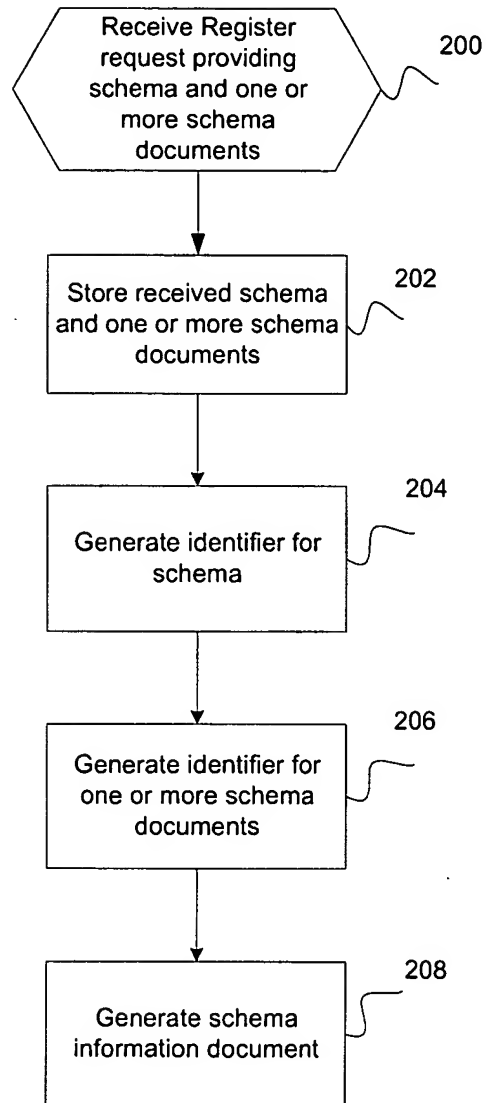 Receive Register
request providing
schema and one or
more schema
documents
200
Store received schema
and one or more schema
documents
202
Generate identifier for
schema
204
Generate identifier for
one or more schema
documents
206
Generate schema
information document
208